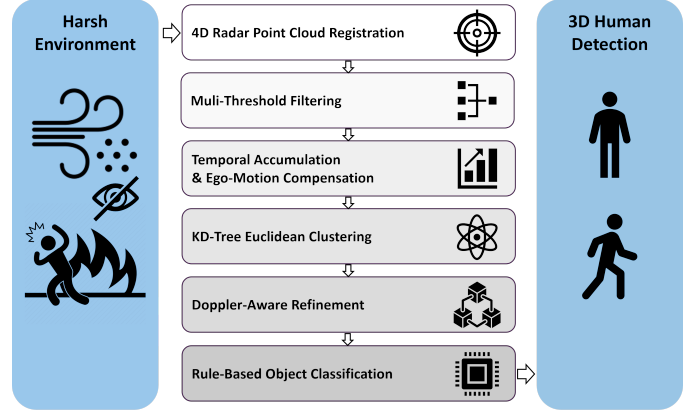 Harsh
Environment
4D Radar Point Cloud Registration
Muli-Threshold Filtering
Temporal Accumulation
& Ego-Motion Compensation
KD-Tree Euclidean Clustering
Doppler-Aware Refinement
Rule-Based Object Classification
3D Human
Detection